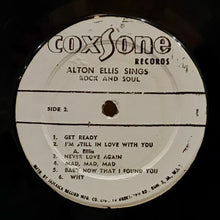 coxsone
RECORDS
ALTON ELLIS SINGS
ROCK AND SOUL
SIDE 2.
1. GET READY
2. I'M STILL IN LOVE WITH YOU
A. Ellis
3. NEVER LOVE AGAIN
4. MAD, MAD, MAD
5. BABY NOW THAT I FOUND YOU
6. WHY